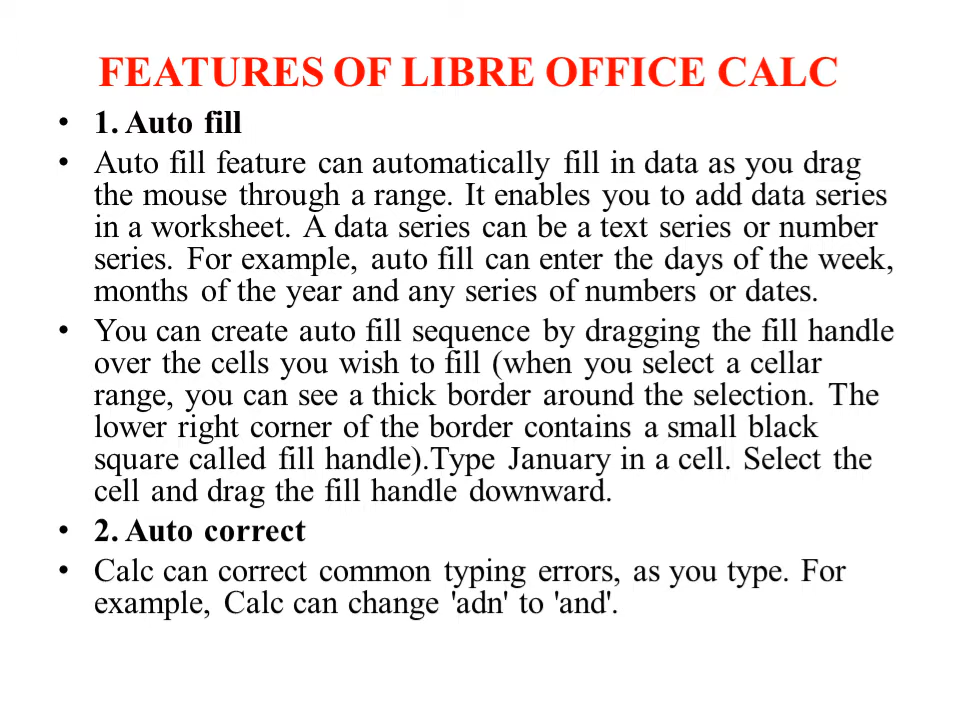 FEATURES OF LIBRE OFFICE CALC
• 1. Auto fill
• Auto fill feature can automatically fill in data as you drag
the mouse through a range. It enables you to add data series
in a worksheet. A data series can be a text series or number
series. For example, auto fill can enter the days of the week,
months of the year and any series of numbers or dates.
• You can create auto fill sequence by dragging the fill handle
over the cells you wish to fill (when you select a cellar
range, you can see a thick border around the selection. The
lower right corner of the border contains a small black
square called fill handle).Type January in a cell. Select the
cell and drag the fill handle downward.
• 2. Auto correct
• Calc can correct common typing errors, as you type. For
example, Calc can change 'adn' to 'and'.